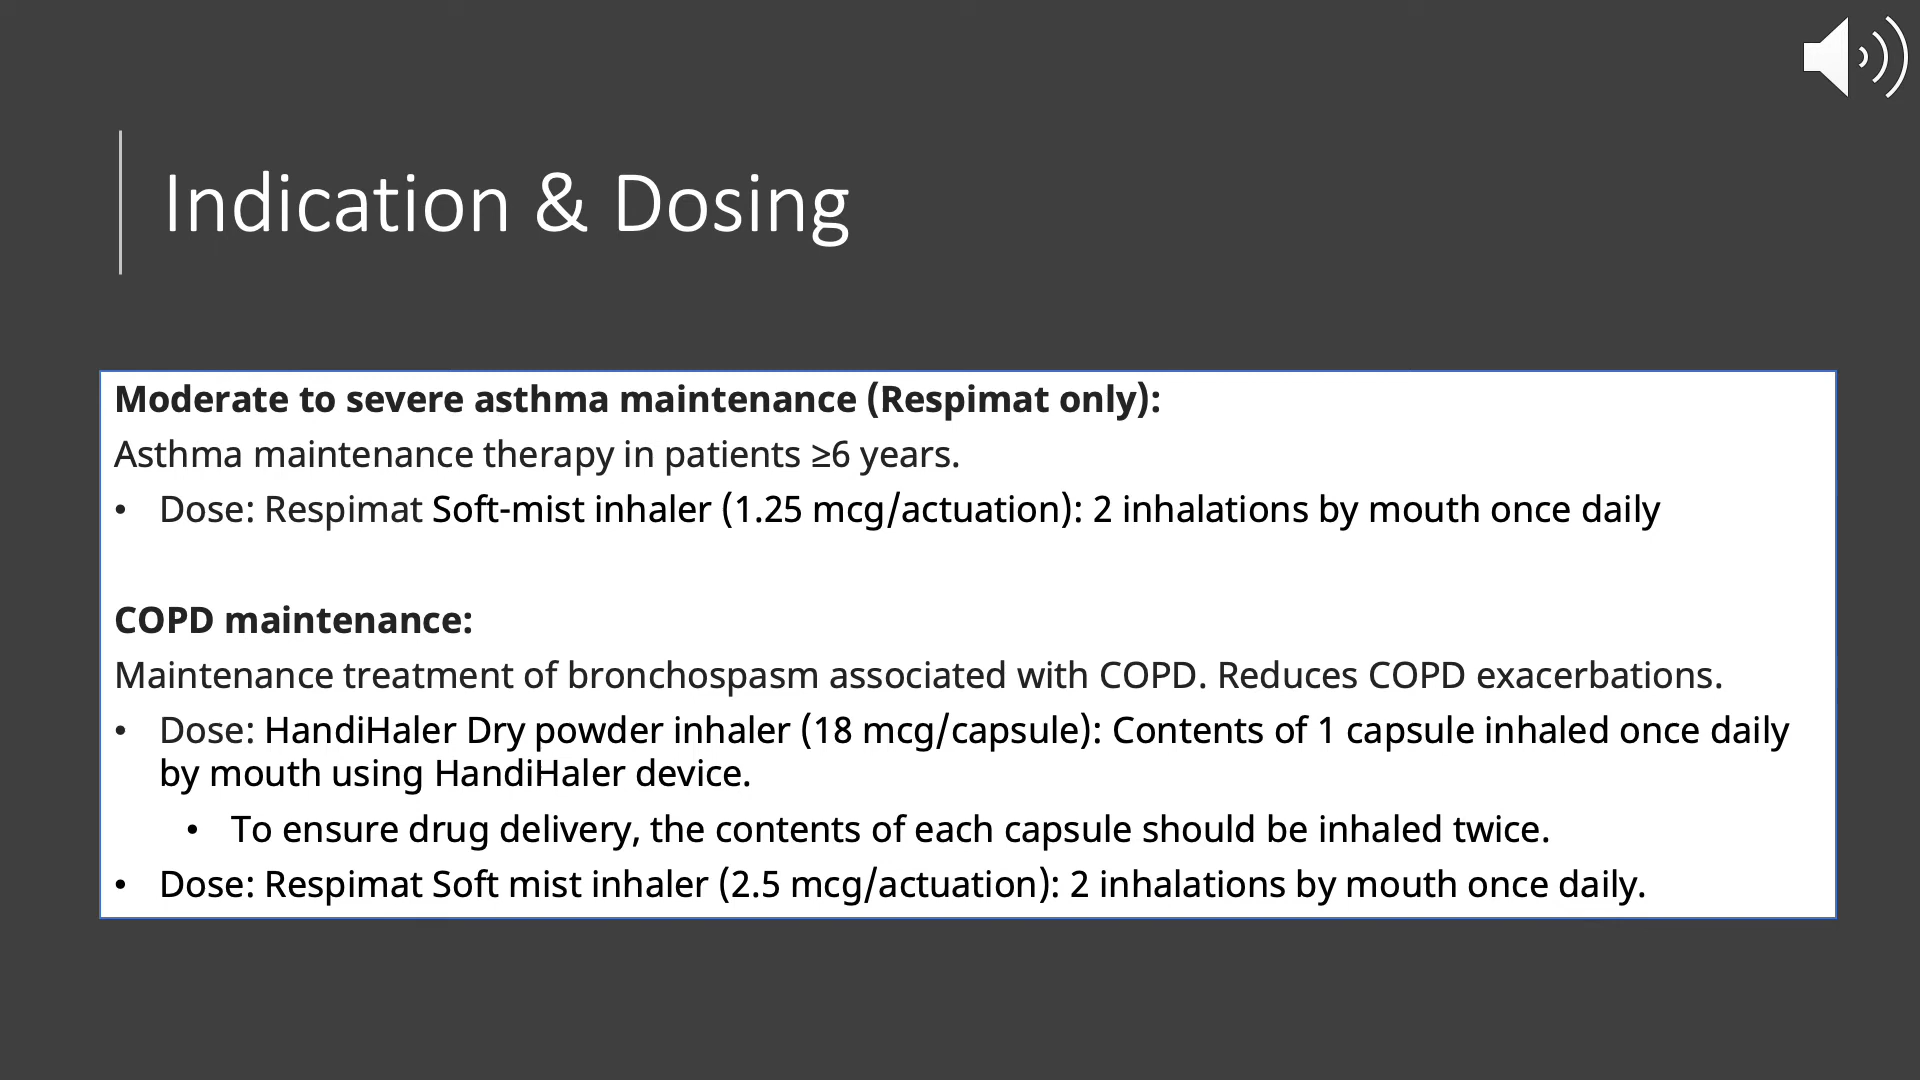 Indication & Dosing
Moderate to severe asthma maintenance (Respimat only):
Asthma maintenance therapy in patients ≥6 years.
• Dose: Respimat Soft-mist inhaler (1.25 mcg/actuation): 2 inhalations by mouth once daily
COPD maintenance:
Maintenance treatment of bronchospasm associated with COPD. Reduces COPD exacerbations.
• Dose: HandiHaler Dry powder inhaler (18 mcg/capsule): Contents of 1 capsule inhaled once daily
by mouth using HandiHaler device.
• To ensure drug delivery, the contents of each capsule should be inhaled twice.
• Dose: Respimat Soft mist inhaler (2.5 mcg/actuation): 2 inhalations by mouth once daily.